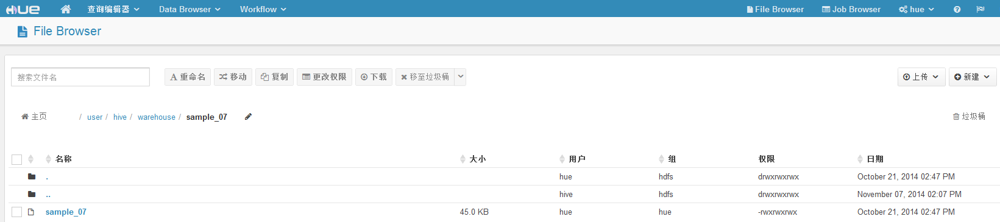 HUE 查询编辑器 Data Browser Workflow File Browser Job Browser hue
File Browser
搜索文件名 重命名 移动 复制 更改权限 下载 移至垃圾桶 上传 新建
主页 / user / hive / warehouse / sample_07 垃圾桶
名称 大小 用户 组 权限 日期
. hue hdfs drwxrwxrwx October 21, 2014 02:47 PM
.. hive hdfs drwxrwxrwx November 07, 2014 02:07 PM
sample_07 45.0 KB hue hue -rwxrwxrwx October 21, 2014 02:47 PM